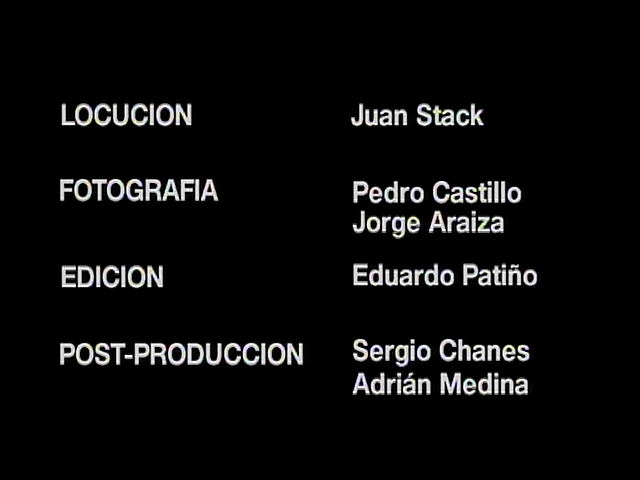 LOCUCION Juan Stack
FOTOGRAFIA Pedro Castillo
Jorge Araiza
EDICION Eduardo Patiño
POST-PRODUCCION Sergio Chanes
Adrián Medina